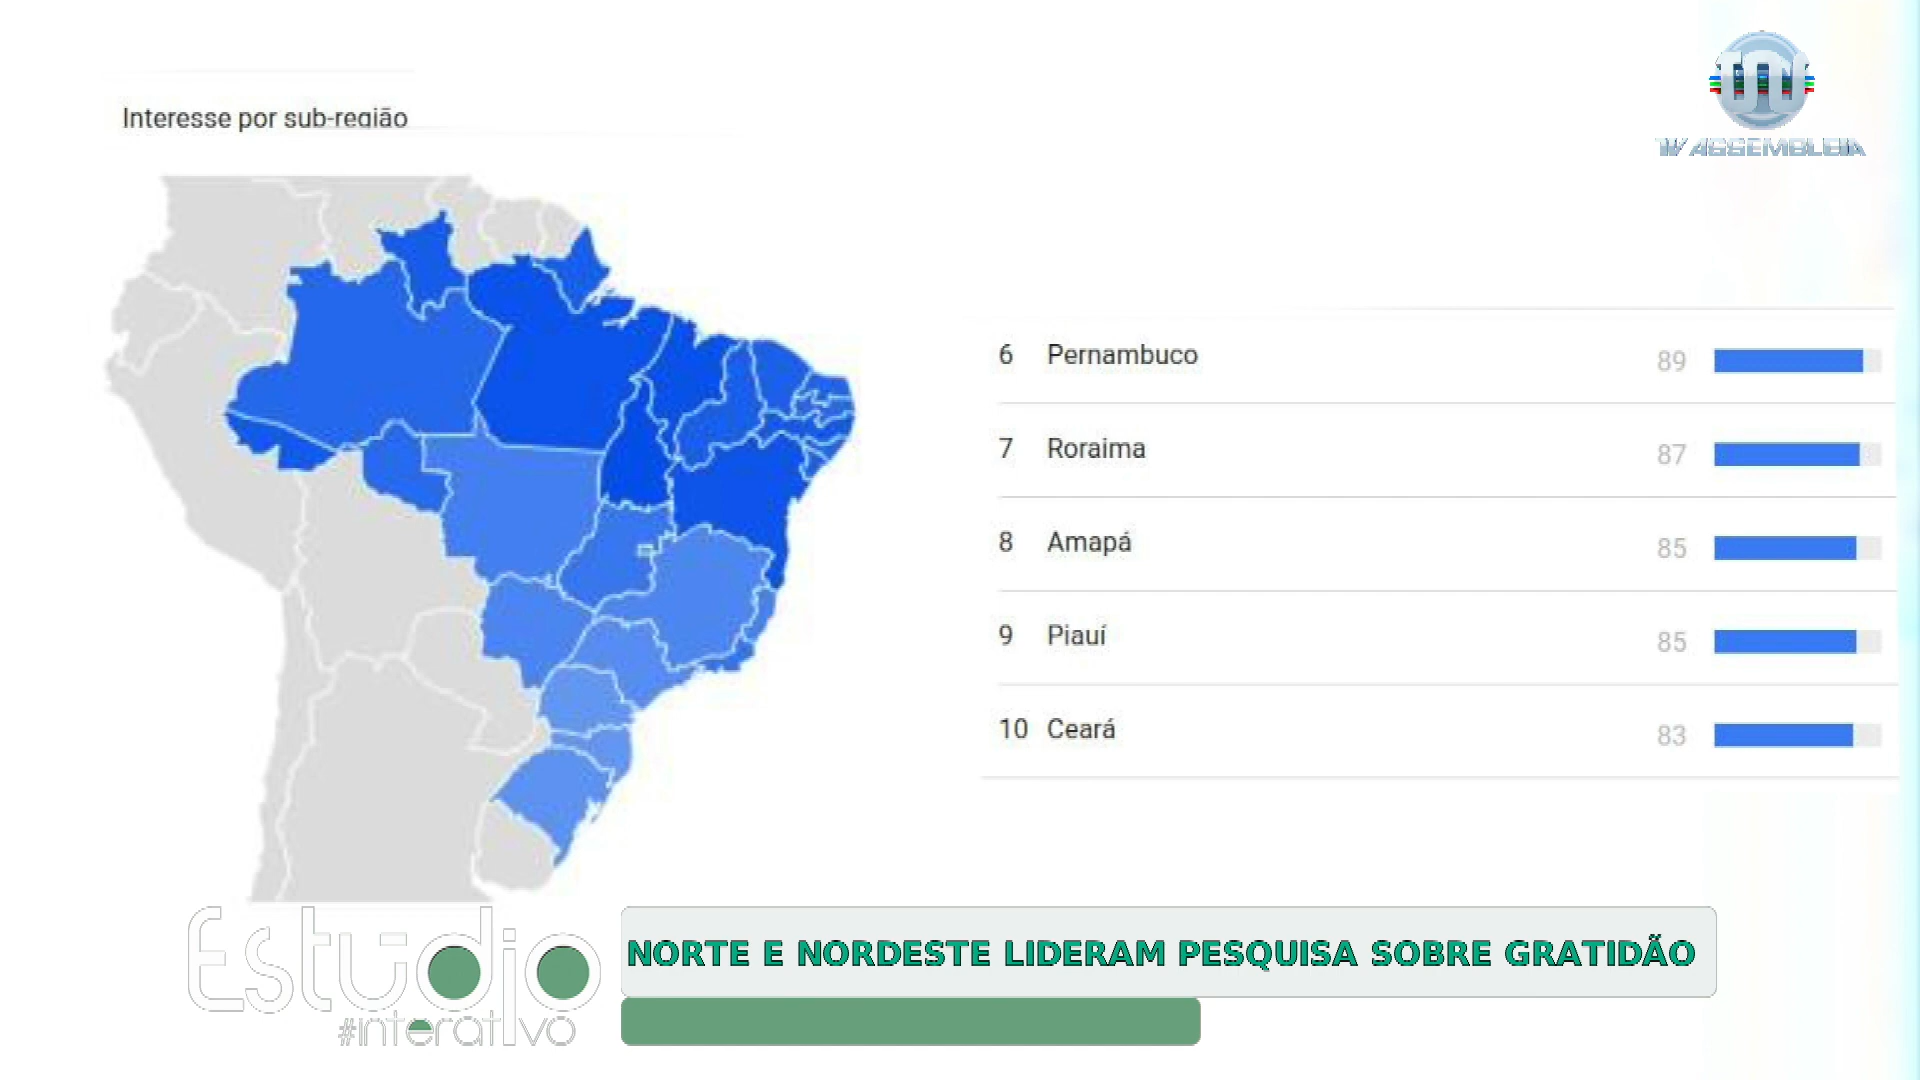 Interesse por sub-região
TV ASSEMBLEIA
6 Pernambuco 89
7 Roraima 87
8 Amapá 85
9 Piauí 85
10 Ceará 83
Estúdio
#interativo
NORTE E NORDESTE LIDERAM PESQUISA SOBRE GRATIDÃO